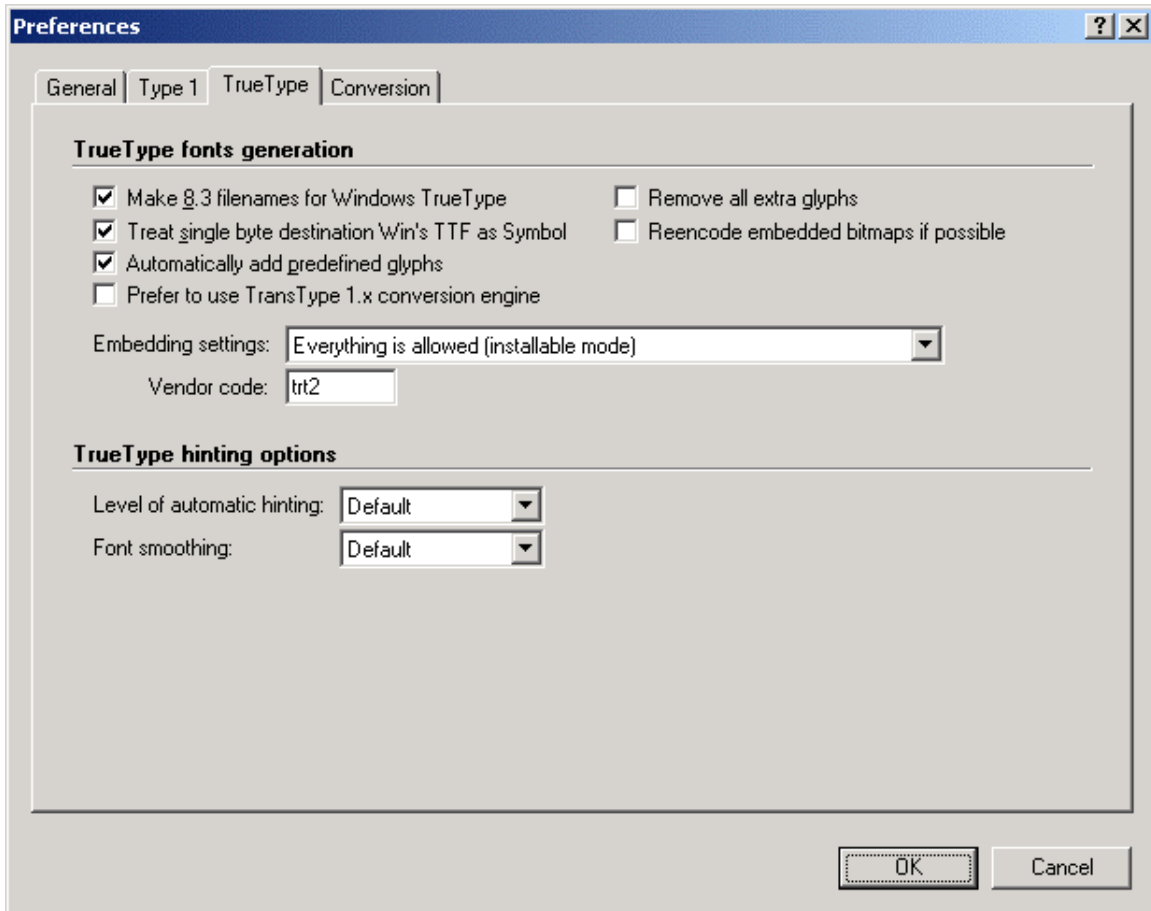 Preferences
General Type 1 TrueType Conversion
TrueType fonts generation
Make 8.3 filenames for Windows TrueType
Remove all extra glyphs
Treat single byte destination Win's TTF as Symbol
Reencode embedded bitmaps if possible
Automatically add predefined glyphs
Prefer to use TransType 1.x conversion engine
Embedding settings: Everything is allowed (installable mode)
Vendor code: trt2
TrueType hinting options
Level of automatic hinting: Default
Font smoothing: Default
OK Cancel